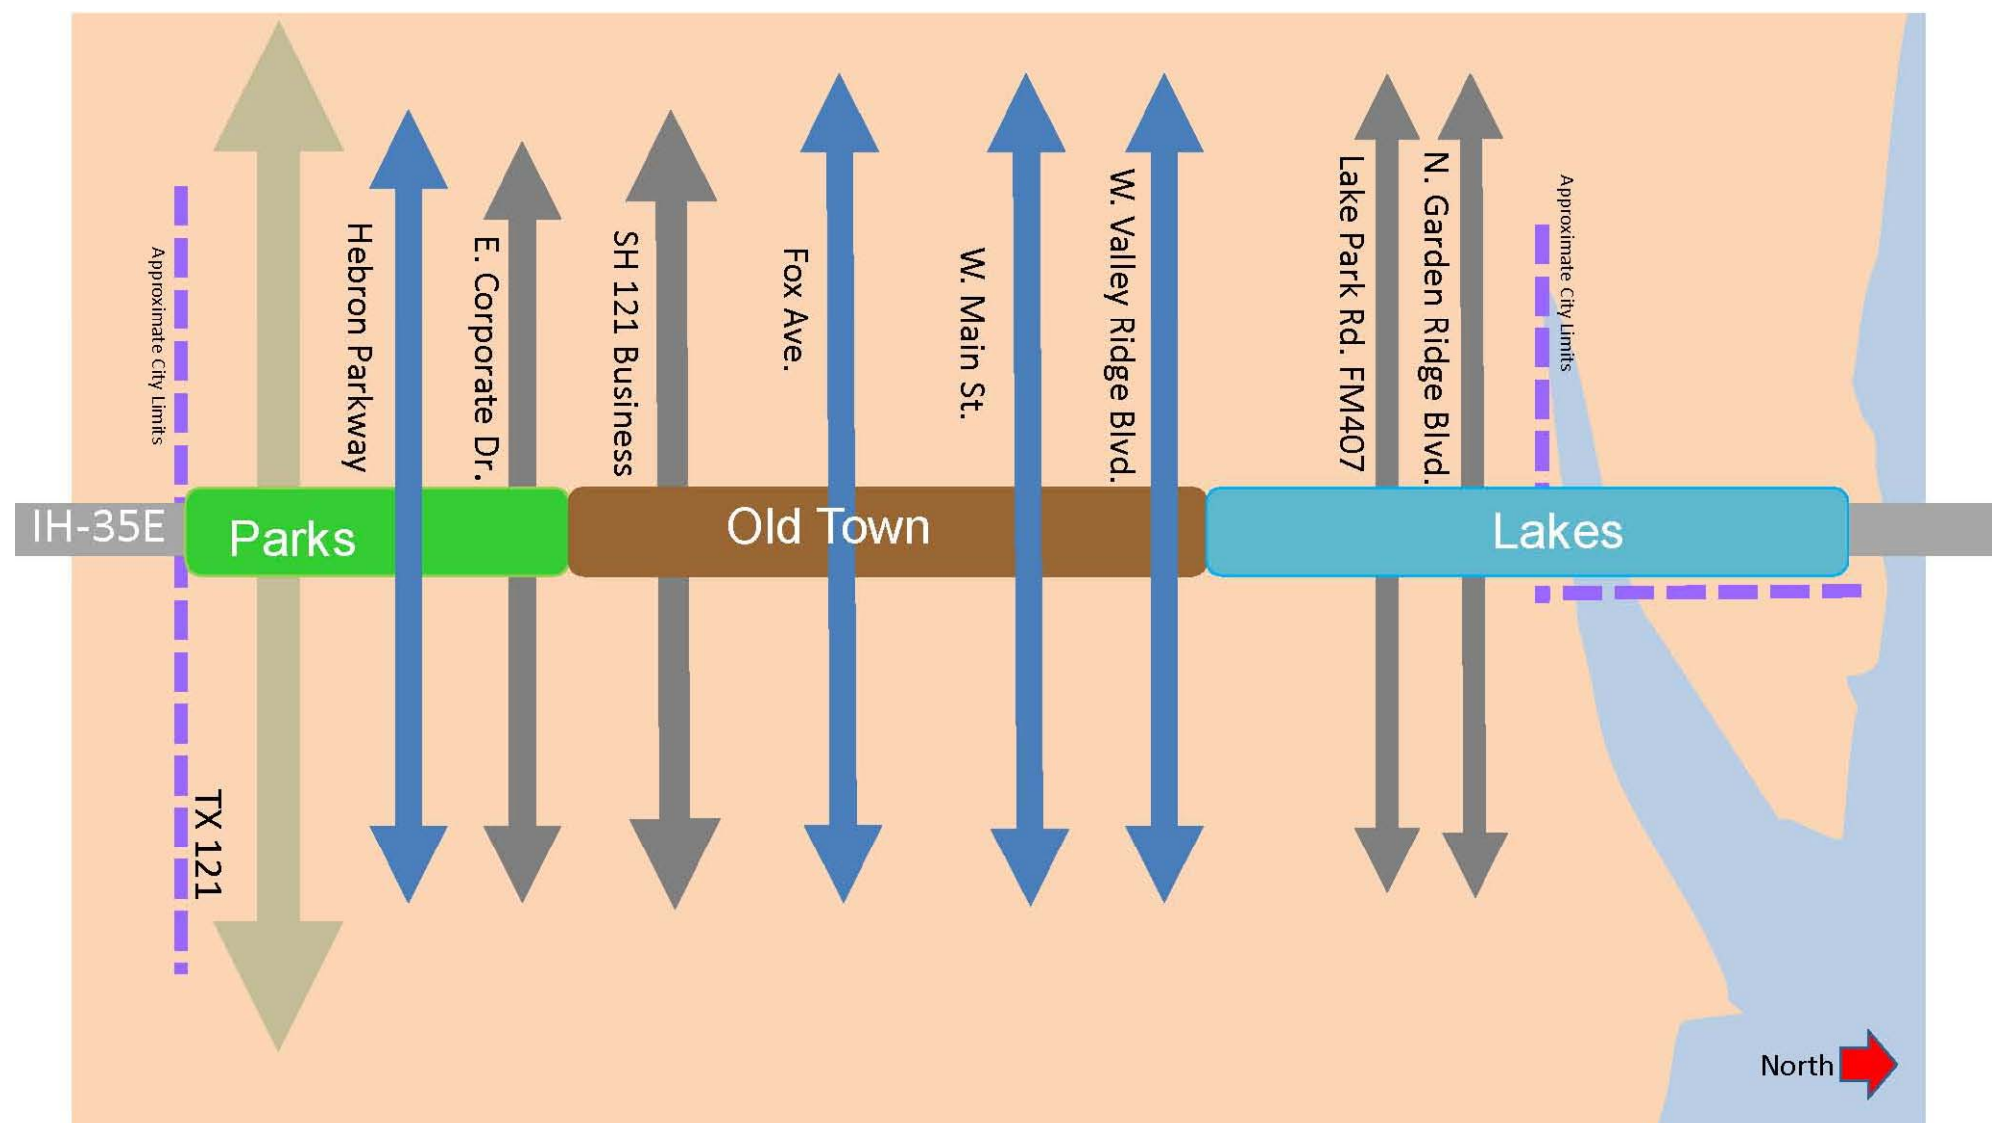 Approximate City Limits
TX 121
Hebron Parkway
E. Corporate Dr.
SH 121 Business
Fox Ave.
W. Main St.
W. Valley Ridge Blvd.
Lake Park Rd. FM407
N. Garden Ridge Blvd.
Approximate City Limits
IH-35E
Parks
Old Town
Lakes
North